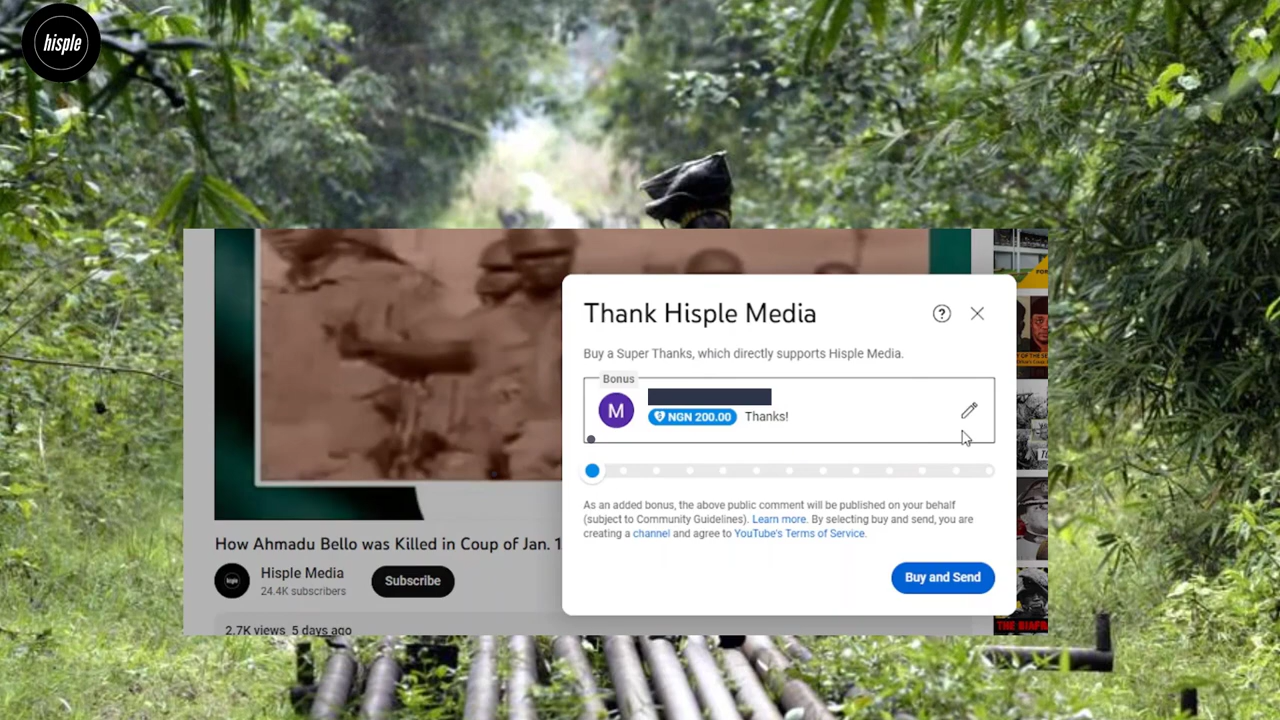 hisple
Thank Hisple Media
Buy a Super Thanks, which directly supports Hisple Media.
Bonus
M
NGN 200.00 Thanks!
As an added bonus, the above public comment will be published on your behalf
(subject to Community Guidelines). Learn more. By selecting buy and send, you are
creating a channel and agree to YouTube's Terms of Service.
Buy and Send
How Ahmadu Bello was Killed in Coup of Jan. 1
hisple
Hisple Media
24.4K subscribers
Subscribe
2.7K views 5 days ago